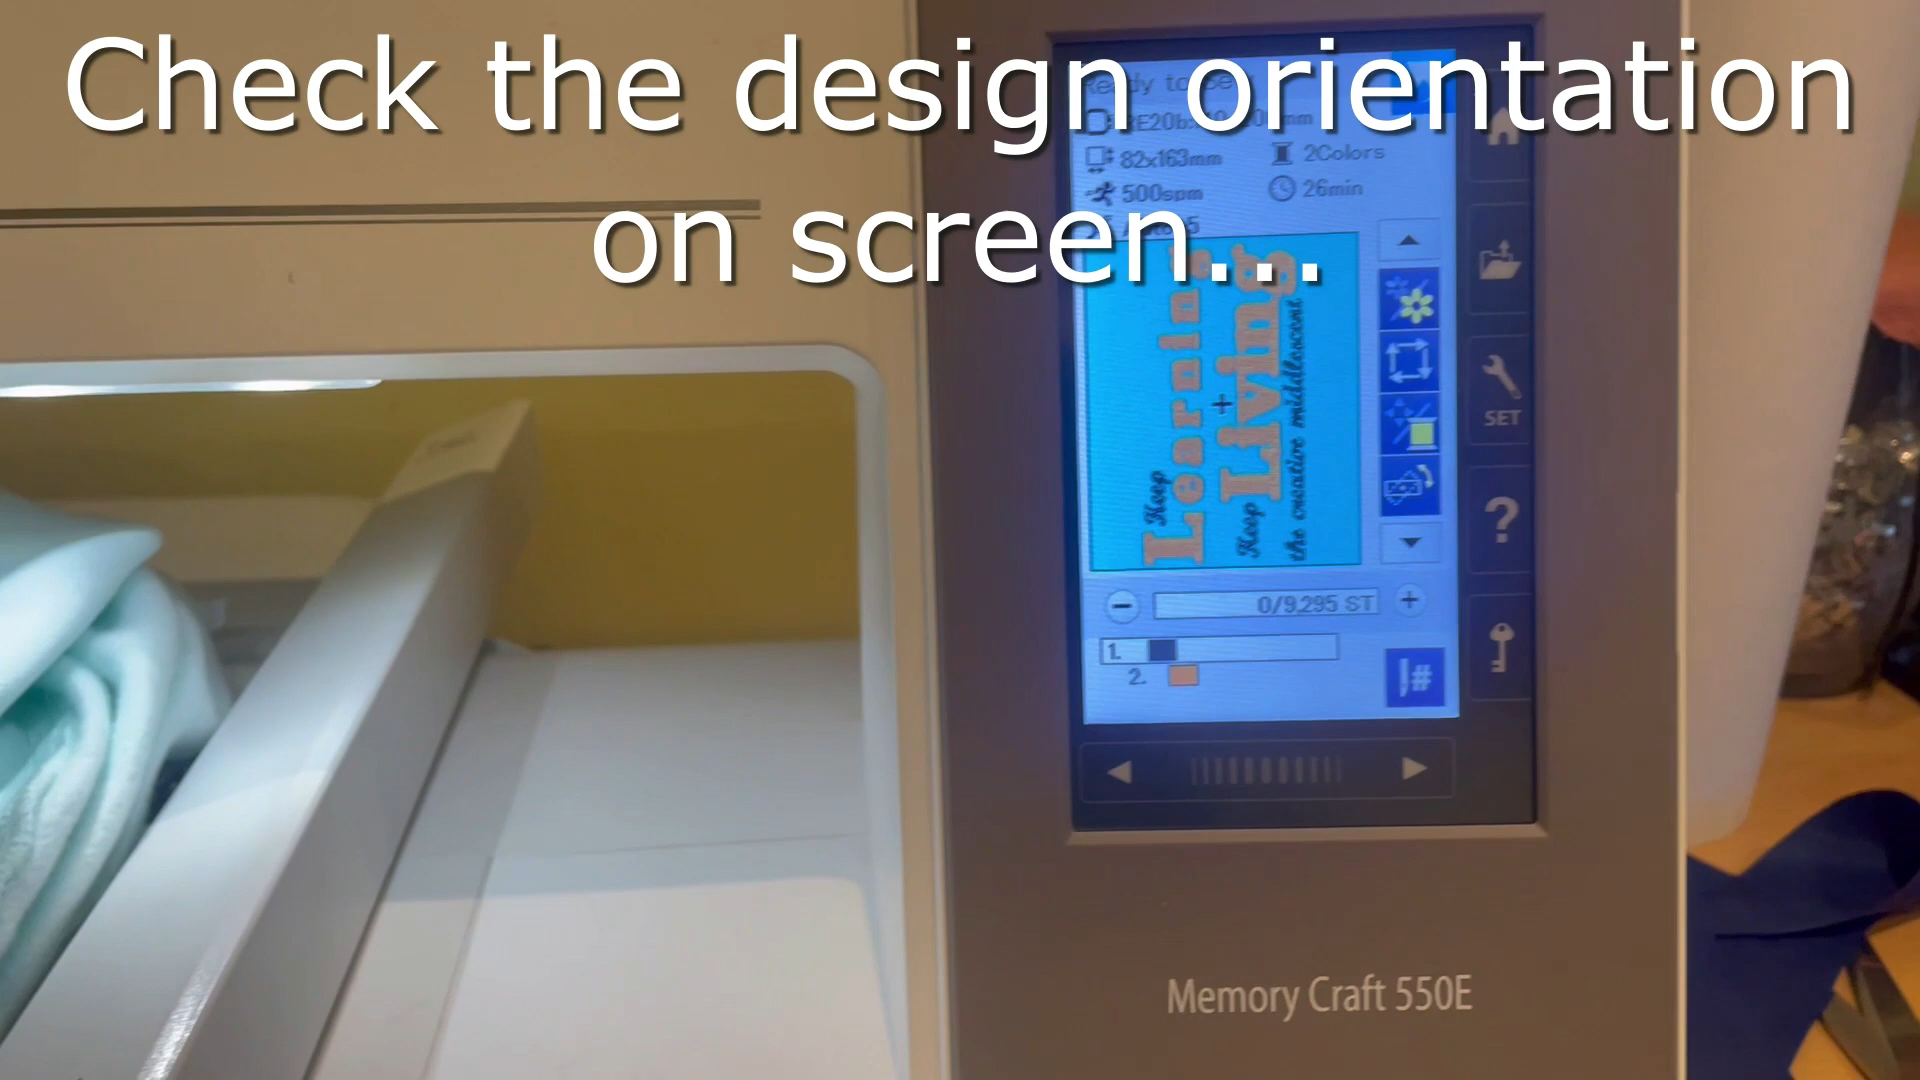 Check the design orientation
on screen...
82x163mm
2Colors
500spm
26min
Keep
Learning
Keep
Living
the creative middlescent
0/9,295 ST
1.
2.
SET
?
#
Memory Craft 550E